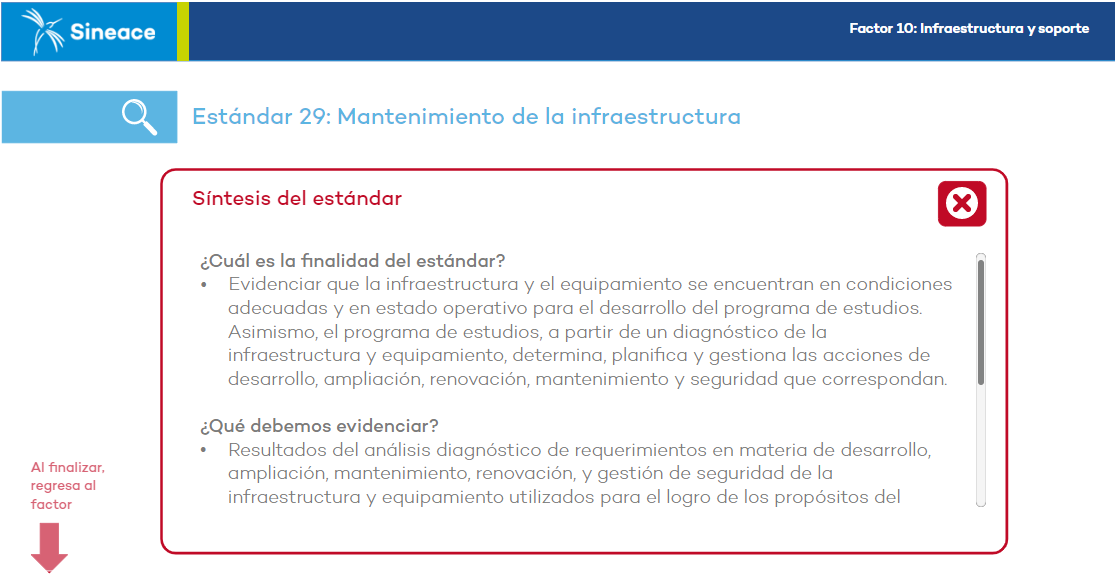 Sineace
Factor 10: Infraestructura y soporte
Estándar 29: Mantenimiento de la infraestructura
Síntesis del estándar
¿Cuál es la finalidad del estándar?
• Evidenciar que la infraestructura y el equipamiento se encuentran en condiciones
adecuadas y en estado operativo para el desarrollo del programa de estudios.
Asimismo, el programa de estudios, a partir de un diagnóstico de la
infraestructura y equipamiento, determina, planifica y gestiona las acciones de
desarrollo, ampliación, renovación, mantenimiento y seguridad que correspondan.
¿Qué debemos evidenciar?
• Resultados del análisis diagnóstico de requerimientos en materia de desarrollo,
ampliación, mantenimiento, renovación, y gestión de seguridad de la
infraestructura y equipamiento utilizados para el logro de los propósitos del
Al finalizar,
regresa al
factor